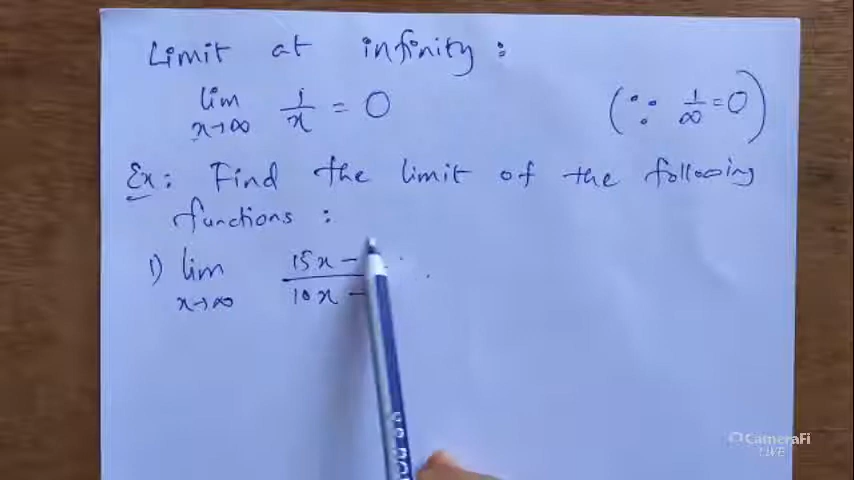 Limit at infinity :
lim x→∞ 1/x = 0 (∵ 1/∞ = 0)
Ex: Find the limit of the following
functions :
1) lim x→∞ 15x - / 10x -
CameraFi
LIVE